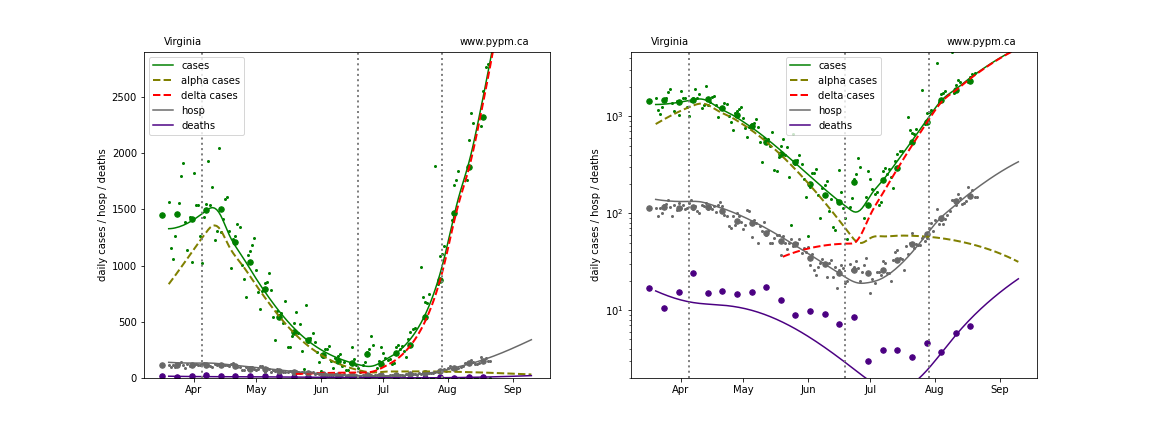 Virginia www.pypm.ca
cases
alpha cases
delta cases
hosp
deaths
daily cases / hosp / deaths
2500
2000
1500
1000
500
0
Apr May Jun Jul Aug Sep
Virginia www.pypm.ca
cases
alpha cases
delta cases
hosp
deaths
daily cases / hosp / deaths
10³
10²
10¹
Apr May Jun Jul Aug Sep